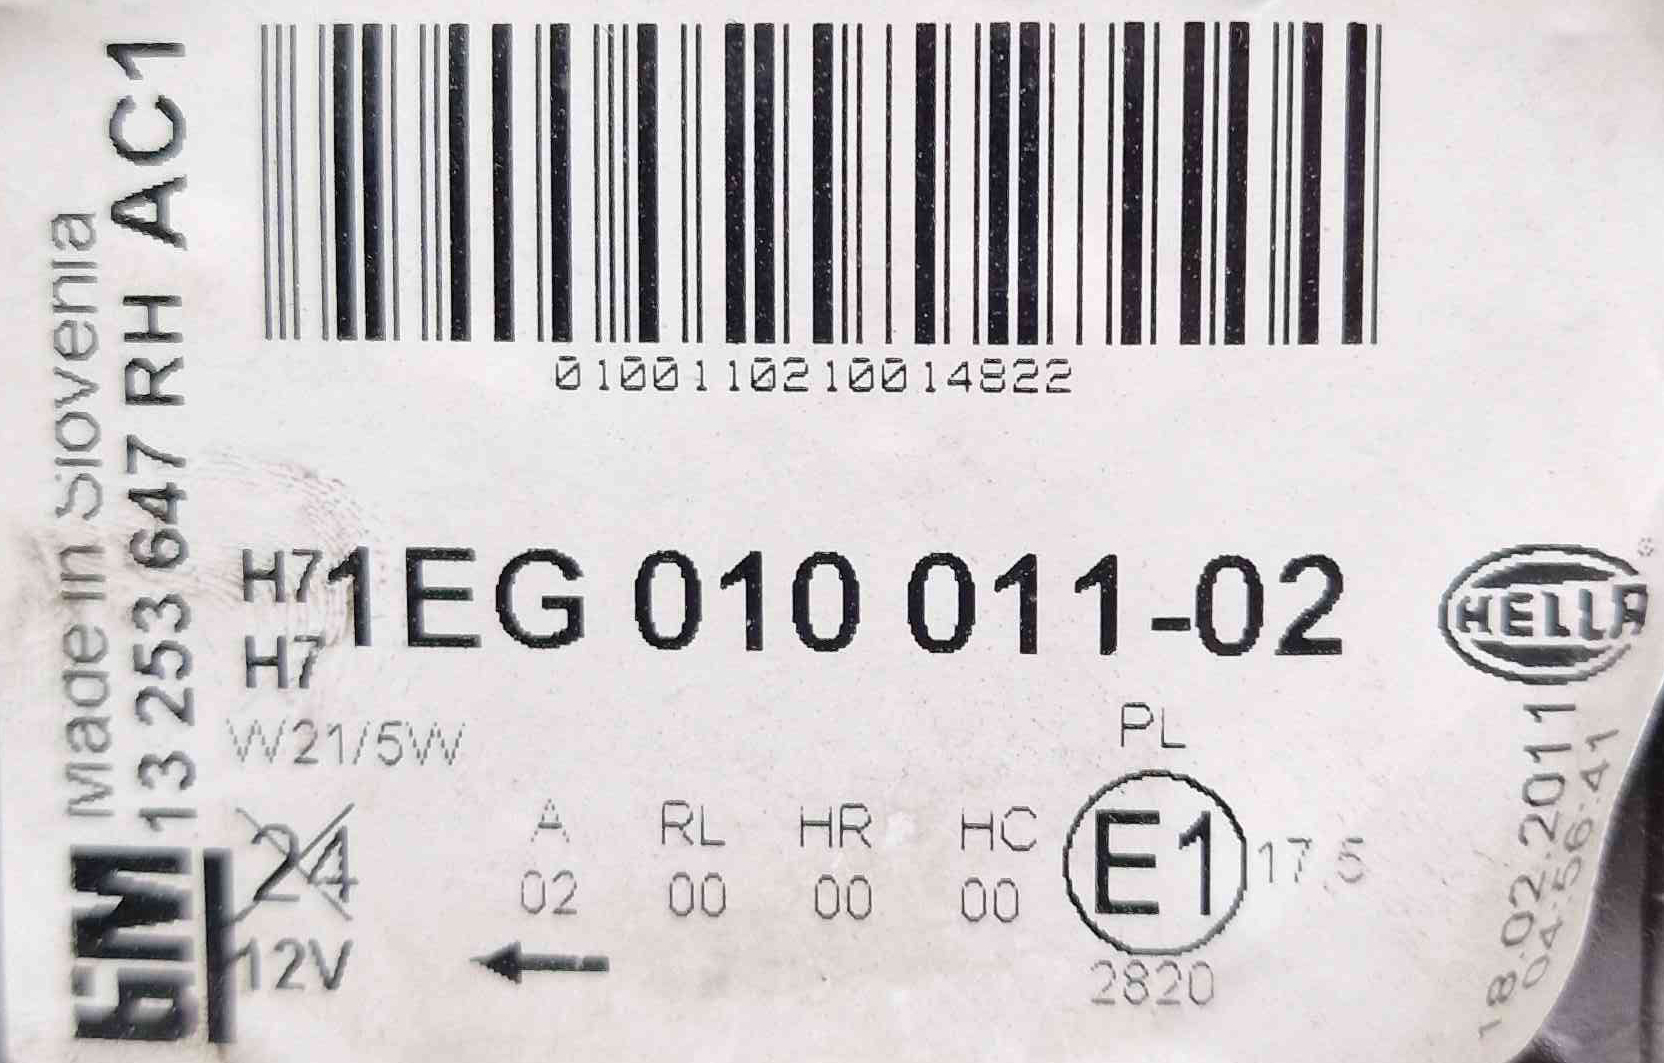 Made in Slovenia
GM 13 253 647 RH AC1
0100110210014822
H7
H7
1EG 010 011-02
HELLA
W21/5W
PL
24
12V
A RL HR HC
02 00 00 00
E1
17.5
2820
18.02.2011
04:56:41